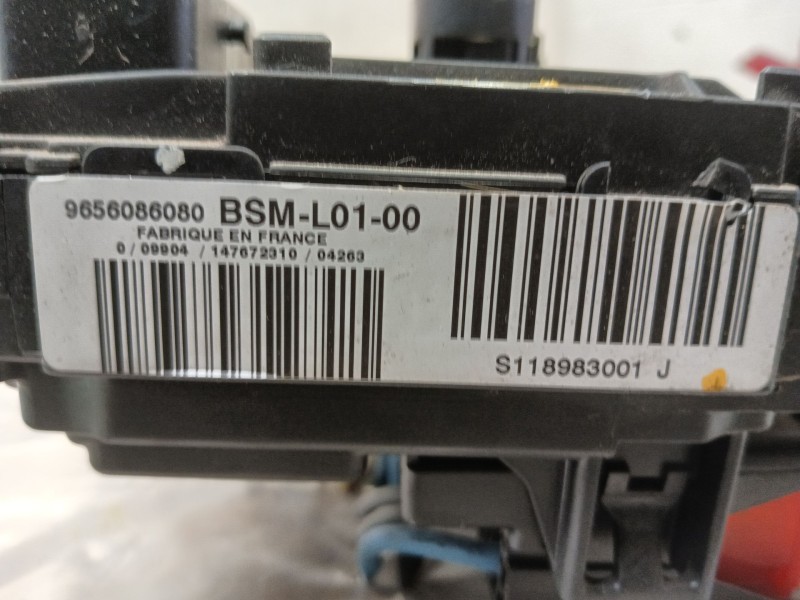 9656086080 BSM-L01-00
FABRIQUE EN FRANCE
0 / 09904 / 147672310 / 04263
S118983001 J